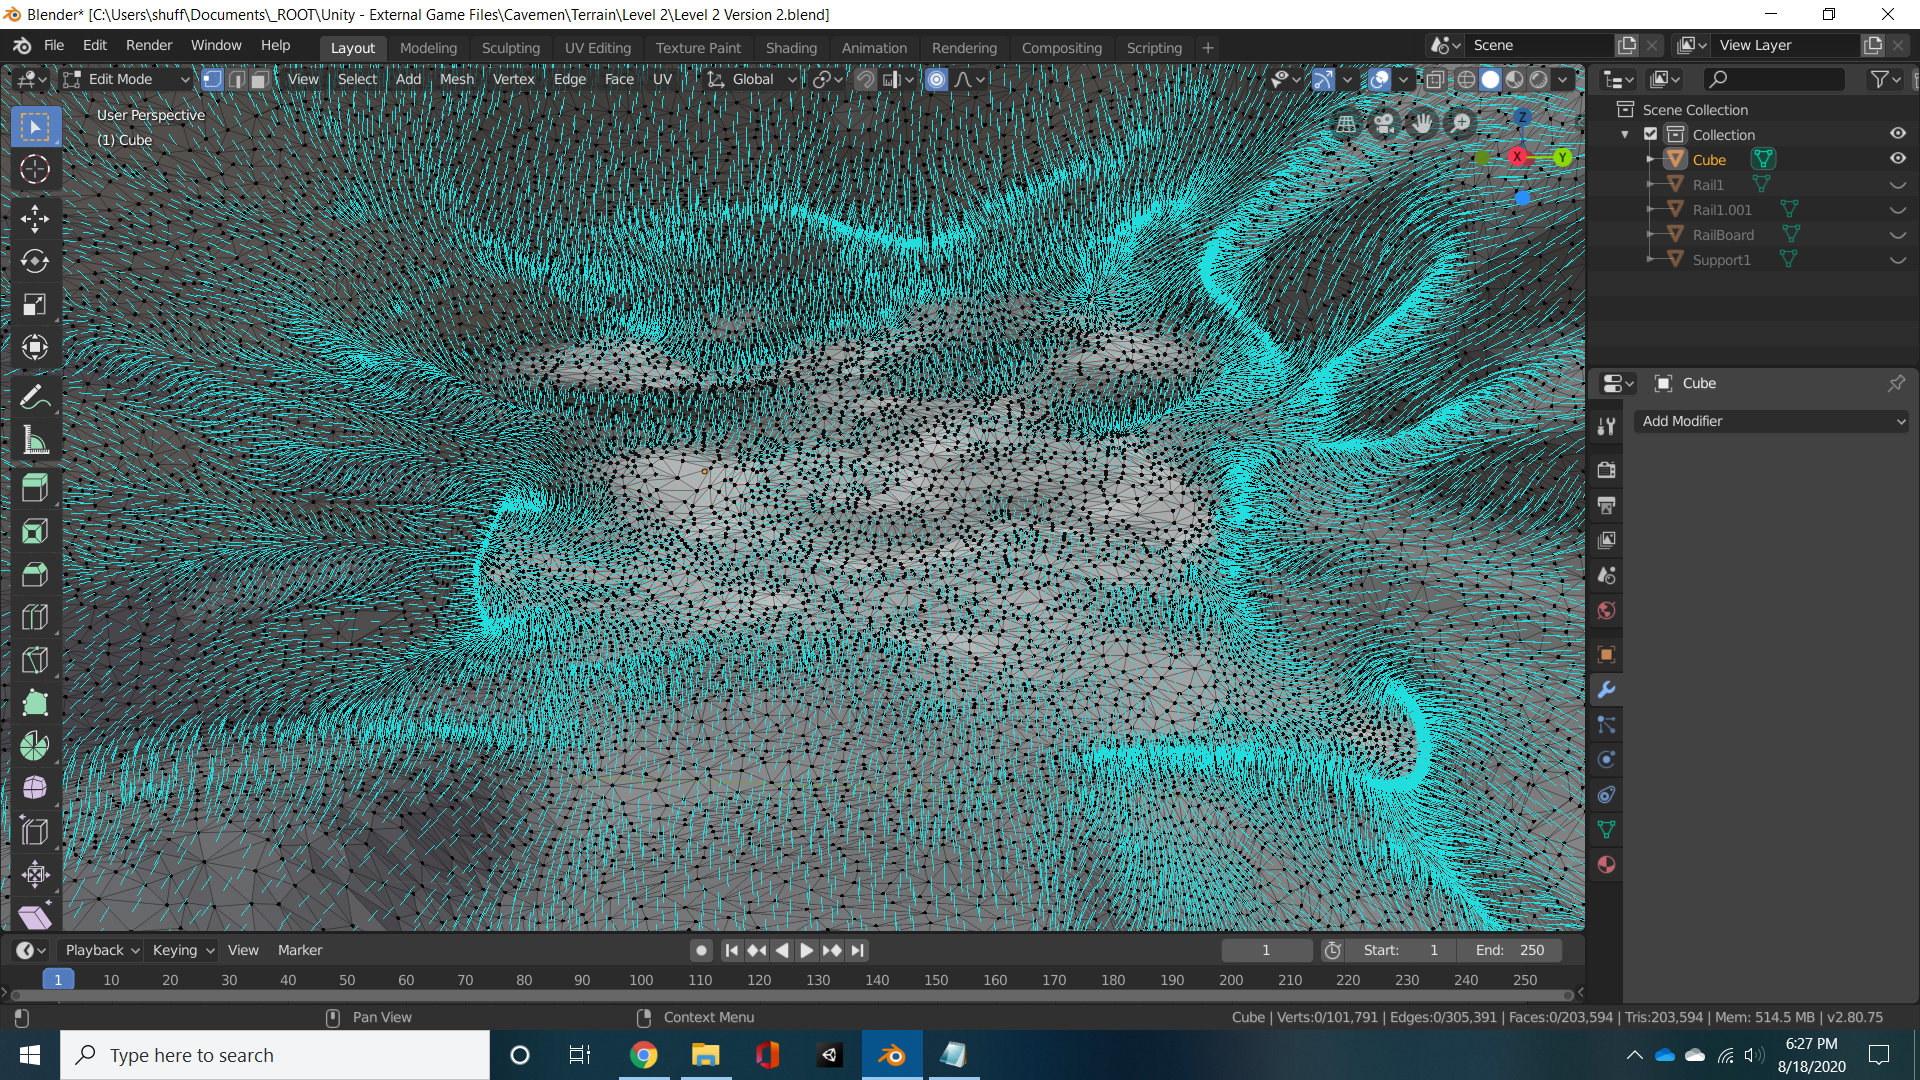 Blender* [C:\Users\shuff\Documents\_ROOT\Unity - External Game Files\Cavemen\Terrain\Level 2\Level 2 Version 2.blend]
File Edit Render Window Help Layout Modeling Sculpting UV Editing Texture Paint Shading Animation Rendering Compositing Scripting + Scene View Layer
Edit Mode View Select Add Mesh Vertex Edge Face UV Global
User Perspective
(1) Cube
Z
X Y
Scene Collection
Collection
Cube
Rail1
Rail1.001
RailBoard
Support1
Cube
Add Modifier
Playback Keying View Marker 1 Start: 1 End: 250
1 10 20 30 40 50 60 70 80 90 100 110 120 130 140 150 160 170 180 190 200 210 220 230 240 250
Pan View Context Menu Cube | Verts:0/101,791 | Edges:0/305,391 | Faces:0/203,594 | Tris:203,594 | Mem: 514.5 MB | v2.80.75
Type here to search
6:27 PM
8/18/2020